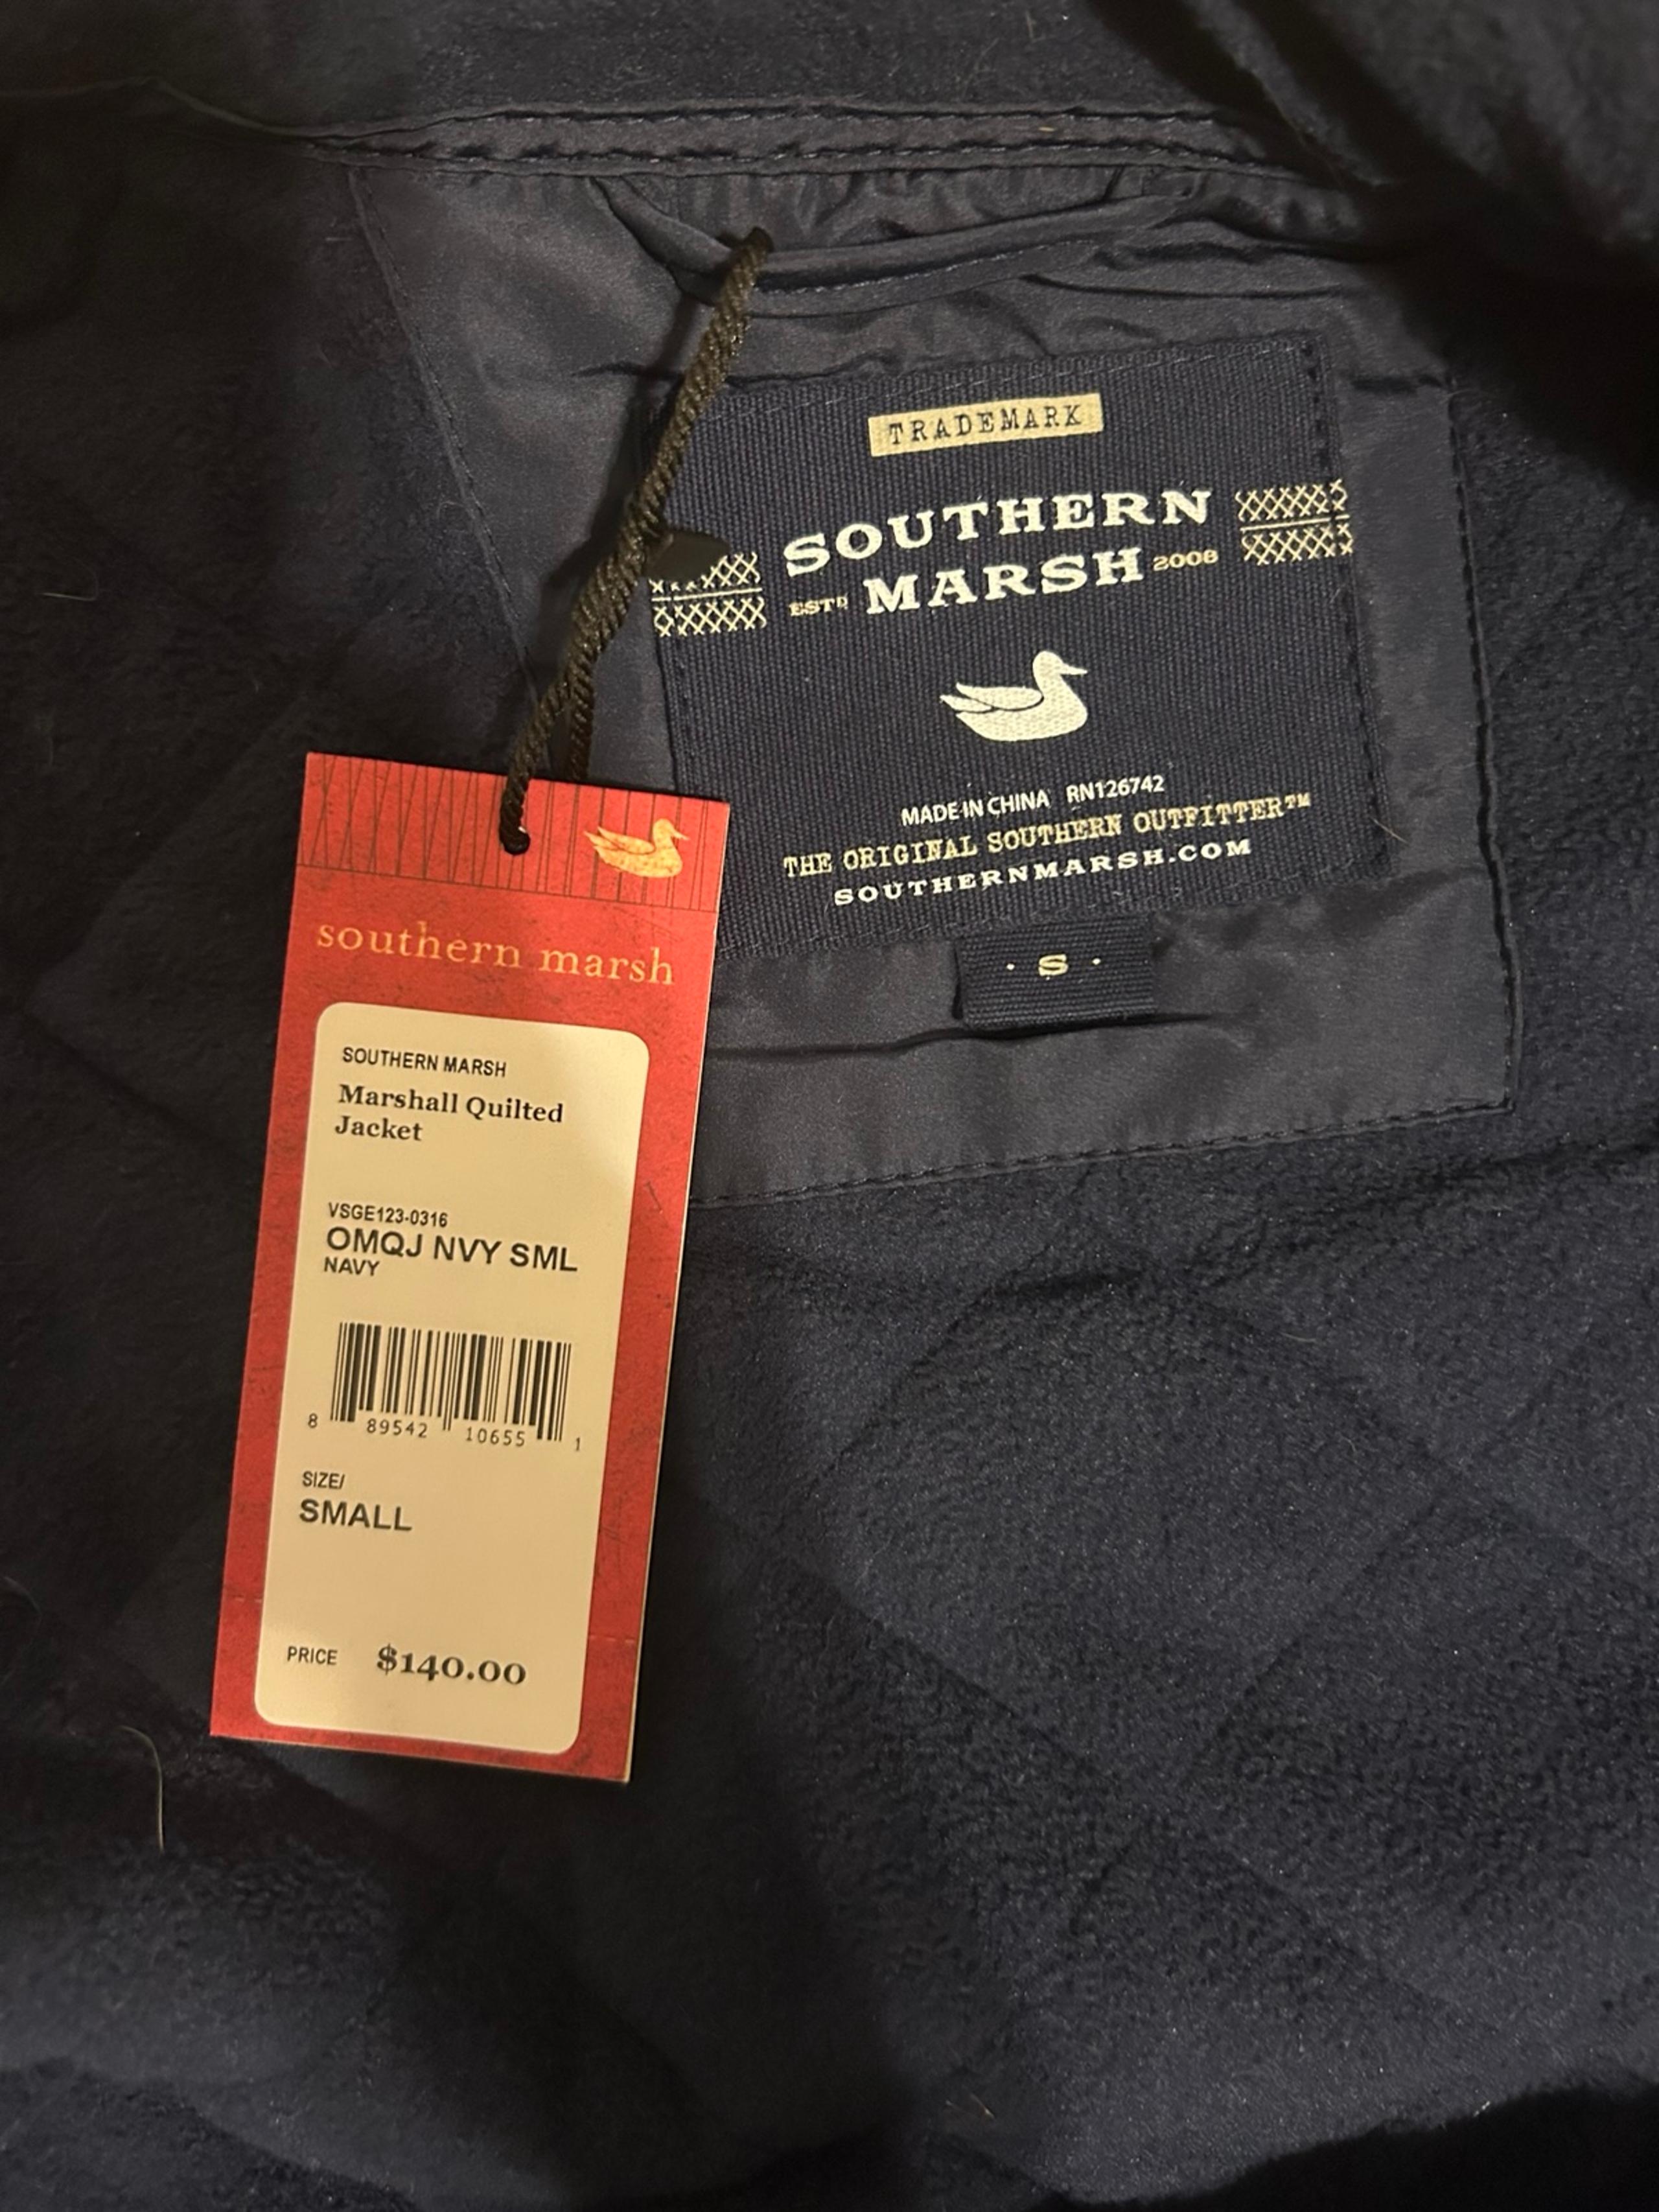 TRADEMARK
SOUTHERN
ESTD MARSH 2008
MADE IN CHINA RN126742
THE ORIGINAL SOUTHERN OUTFITTER™
SOUTHERNMARSH.COM
· S ·
southern marsh
SOUTHERN MARSH
Marshall Quilted
Jacket
VSGE123-0316
OMQJ NVY SML
NAVY
8 89542 10655 1
SIZE/
SMALL
PRICE $140.00